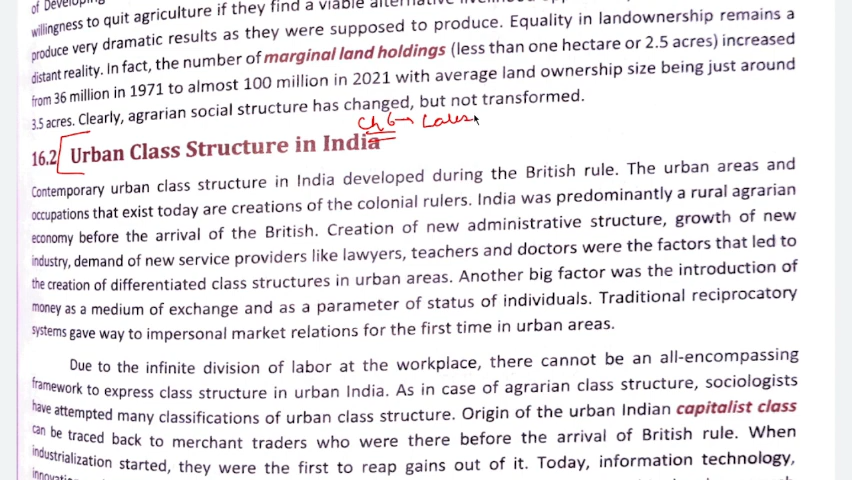 of Developing
willingness to quit agriculture if they find a viable
produce very dramatic results as they were supposed to produce. Equality in landownership remains a
distant reality. In fact, the number of marginal land holdings (less than one hectare or 2.5 acres) increased
from 36 million in 1971 to almost 100 million in 2021 with average land ownership size being just around
3.5 acres. Clearly, agrarian social structure has changed, but not transformed.
Ch 6→
16.2 Urban Class Structure in India
Contemporary urban class structure in India developed during the British rule. The urban areas and
occupations that exist today are creations of the colonial rulers. India was predominantly a rural agrarian
economy before the arrival of the British. Creation of new administrative structure, growth of new
industry, demand of new service providers like lawyers, teachers and doctors were the factors that led to
the creation of differentiated class structures in urban areas. Another big factor was the introduction of
money as a medium of exchange and as a parameter of status of individuals. Traditional reciprocatory
systems gave way to impersonal market relations for the first time in urban areas.
Due to the infinite division of labor at the workplace, there cannot be an all-encompassing
framework to express class structure in urban India. As in case of agrarian class structure, sociologists
have attempted many classifications of urban class structure. Origin of the urban Indian capitalist class
can be traced back to merchant traders who were there before the arrival of British rule. When
industrialization started, they were the first to reap gains out of it. Today, information technology,